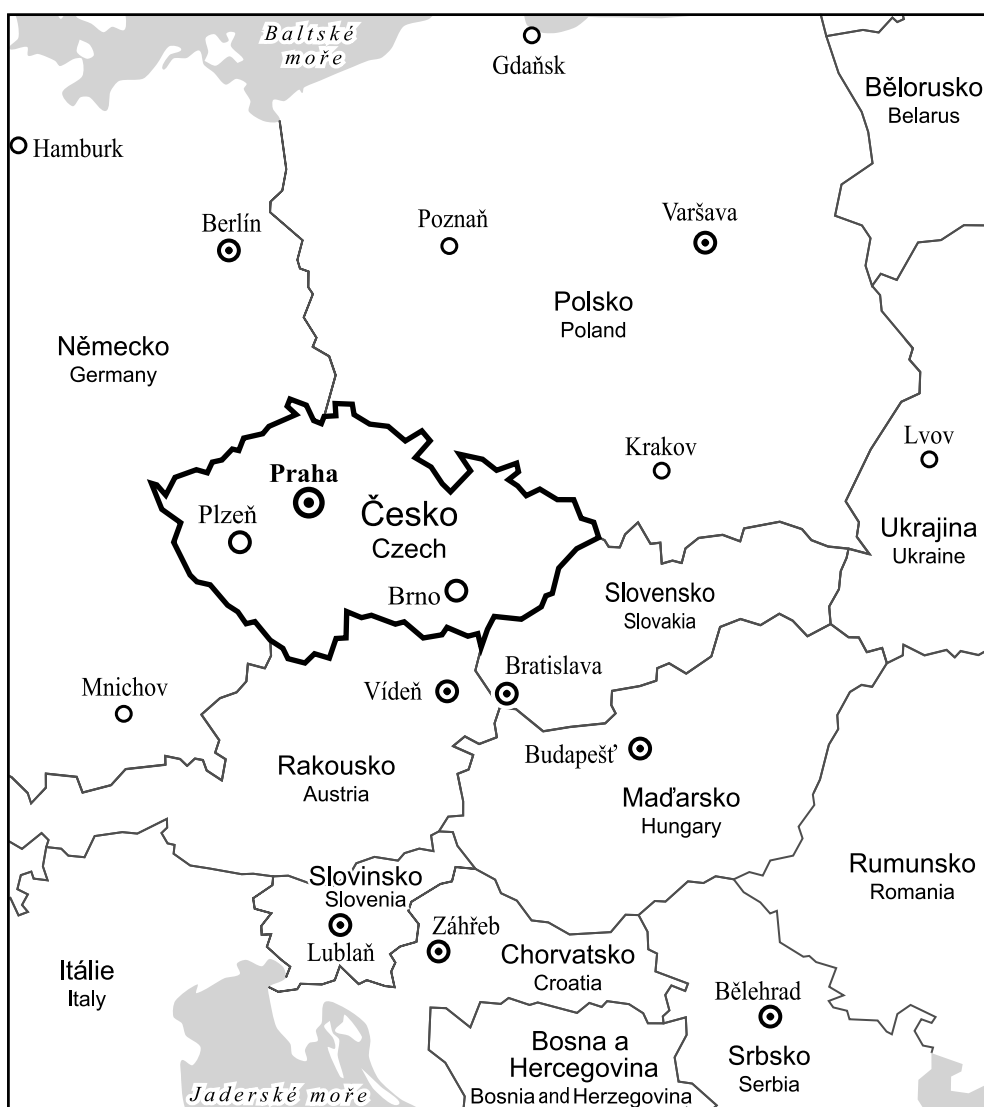 Baltské
moře
Gdaňsk
Bělorusko
Belarus
Hamburk
Berlín
Poznaň
Varšava
Polsko
Poland
Německo
Germany
Praha
Plzeň
Česko
Czech
Brno
Krakov
Lvov
Ukrajina
Ukraine
Slovensko
Slovakia
Mnichov
Vídeň
Bratislava
Rakousko
Austria
Budapešť
Maďarsko
Hungary
Rumunsko
Romania
Slovinsko
Slovenia
Lublaň
Záhřeb
Chorvatsko
Croatia
Itálie
Italy
Bělehrad
Srbsko
Serbia
Bosna a
Hercegovina
Bosnia and Herzegovina
Jaderské moře